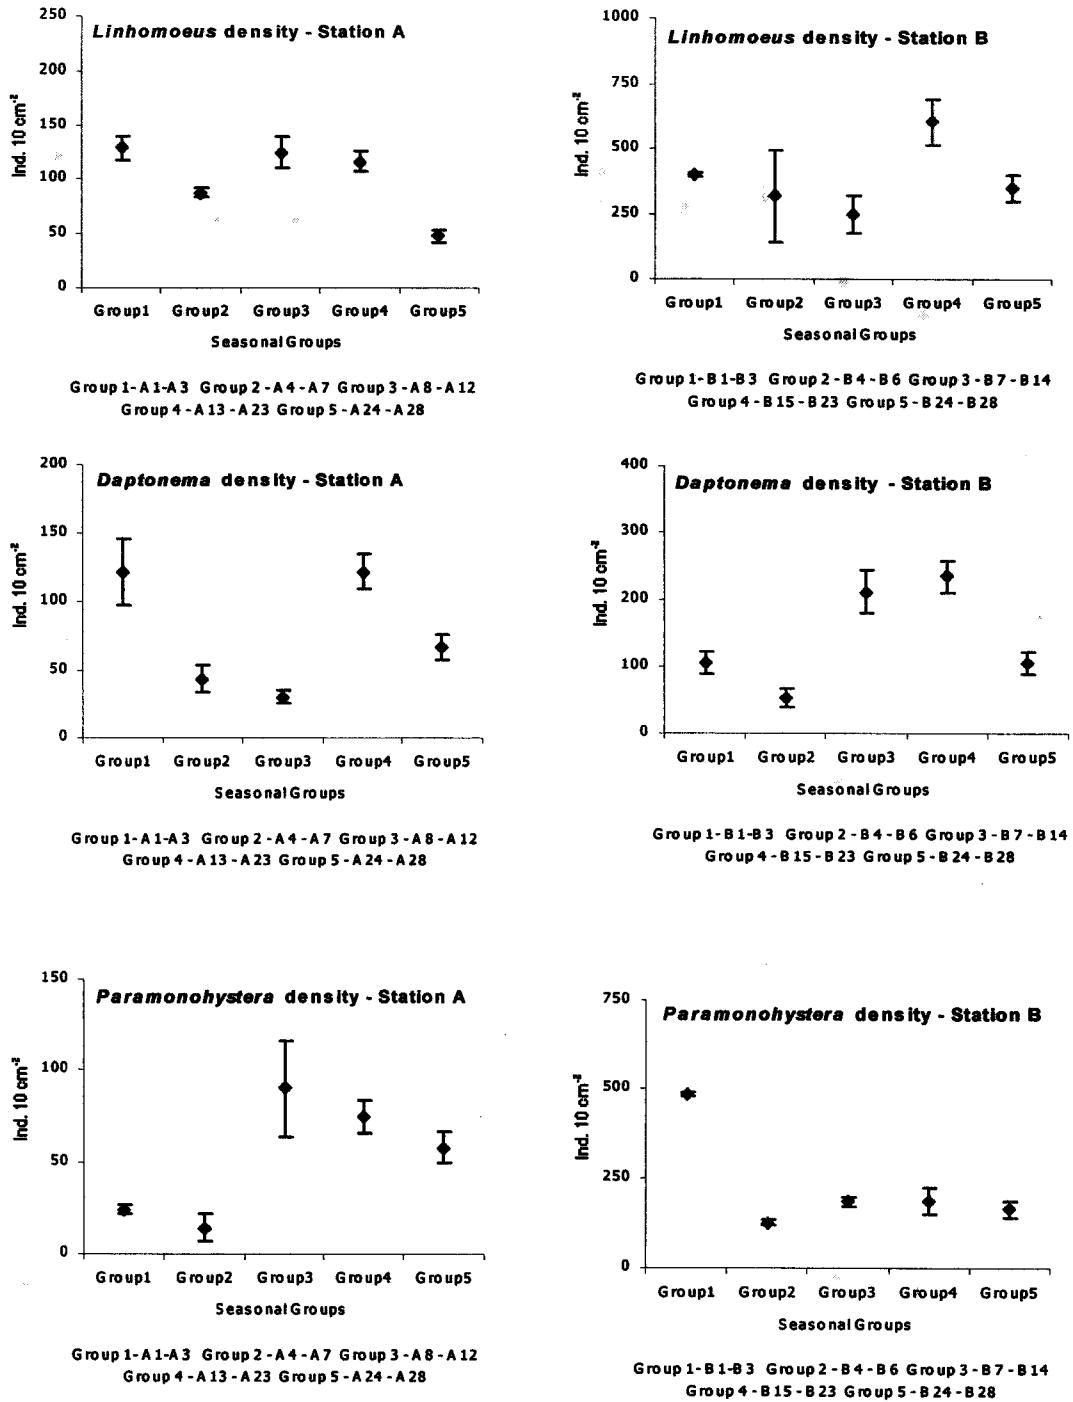 Linhomoeus density - Station A
Ind. 10 cm⁻²
250
200
150
100
50
0
Group1 Group2 Group3 Group4 Group5
Seasonal Groups
Group 1-A1-A3 Group 2-A4-A7 Group 3-A8-A12
Group 4-A13-A23 Group 5-A24-A28
Linhomoeus density - Station B
Ind. 10 cm⁻²
1000
750
500
250
0
Group1 Group2 Group3 Group4 Group5
Seasonal Groups
Group 1-B1-B3 Group 2-B4-B6 Group 3-B7-B14
Group 4-B15-B23 Group 5-B24-B28
Daptonema density - Station A
Ind. 10 cm⁻²
200
150
100
50
0
Group1 Group2 Group3 Group4 Group5
Seasonal Groups
Group 1-A1-A3 Group 2-A4-A7 Group 3-A8-A12
Group 4-A13-A23 Group 5-A24-A28
Daptonema density - Station B
Ind. 10 cm⁻²
400
300
200
100
0
Group1 Group2 Group3 Group4 Group5
Seasonal Groups
Group 1-B1-B3 Group 2-B4-B6 Group 3-B7-B14
Group 4-B15-B23 Group 5-B24-B28
Paramonohystera density - Station A
Ind. 10 cm⁻²
150
100
50
0
Group1 Group2 Group3 Group4 Group5
Seasonal Groups
Group 1-A1-A3 Group 2-A4-A7 Group 3-A8-A12
Group 4-A13-A23 Group 5-A24-A28
Paramonohystera density - Station B
Ind. 10 cm⁻²
750
500
250
0
Group1 Group2 Group3 Group4 Group5
Seasonal Groups
Group 1-B1-B3 Group 2-B4-B6 Group 3-B7-B14
Group 4-B15-B23 Group 5-B24-B28